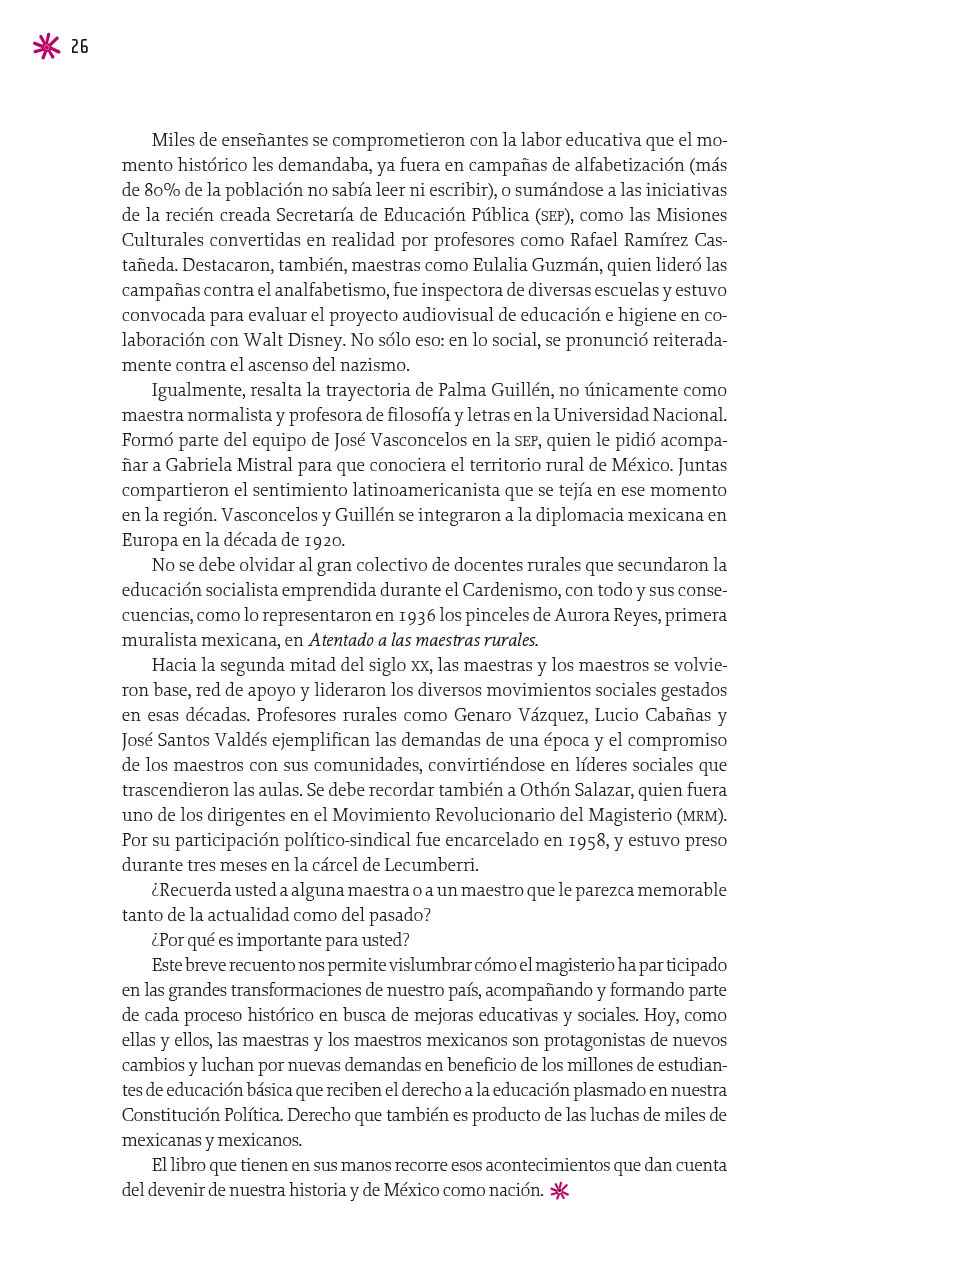 26
Miles de enseñantes se comprometieron con la labor educativa que el mo-
mento histórico les demandaba, ya fuera en campañas de alfabetización (más
de 80% de la población no sabía leer ni escribir), o sumándose a las iniciativas
de la recién creada Secretaría de Educación Pública (SEP), como las Misiones
Culturales convertidas en realidad por profesores como Rafael Ramírez Cas-
tañeda. Destacaron, también, maestras como Eulalia Guzmán, quien lideró las
campañas contra el analfabetismo, fue inspectora de diversas escuelas y estuvo
convocada para evaluar el proyecto audiovisual de educación e higiene en co-
laboración con Walt Disney. No sólo eso: en lo social, se pronunció reiterada-
mente contra el ascenso del nazismo.
Igualmente, resalta la trayectoria de Palma Guillén, no únicamente como
maestra normalista y profesora de filosofía y letras en la Universidad Nacional.
Formó parte del equipo de José Vasconcelos en la SEP, quien le pidió acompa-
ñar a Gabriela Mistral para que conociera el territorio rural de México. Juntas
compartieron el sentimiento latinoamericanista que se tejía en ese momento
en la región. Vasconcelos y Guillén se integraron a la diplomacia mexicana en
Europa en la década de 1920.
No se debe olvidar al gran colectivo de docentes rurales que secundaron la
educación socialista emprendida durante el Cardenismo, con todo y sus conse-
cuencias, como lo representaron en 1936 los pinceles de Aurora Reyes, primera
muralista mexicana, en Atentado a las maestras rurales.
Hacia la segunda mitad del siglo XX, las maestras y los maestros se volvie-
ron base, red de apoyo y lideraron los diversos movimientos sociales gestados
en esas décadas. Profesores rurales como Genaro Vázquez, Lucio Cabañas y
José Santos Valdés ejemplifican las demandas de una época y el compromiso
de los maestros con sus comunidades, convirtiéndose en líderes sociales que
trascendieron las aulas. Se debe recordar también a Othón Salazar, quien fuera
uno de los dirigentes en el Movimiento Revolucionario del Magisterio (MRM).
Por su participación político-sindical fue encarcelado en 1958, y estuvo preso
durante tres meses en la cárcel de Lecumberri.
¿Recuerda usted a alguna maestra o a un maestro que le parezca memorable
tanto de la actualidad como del pasado?
¿Por qué es importante para usted?
Este breve recuento nos permite vislumbrar cómo el magisterio ha par ticipado
en las grandes transformaciones de nuestro país, acompañando y formando parte
de cada proceso histórico en busca de mejoras educativas y sociales. Hoy, como
ellas y ellos, las maestras y los maestros mexicanos son protagonistas de nuevos
cambios y luchan por nuevas demandas en beneficio de los millones de estudian-
tes de educación básica que reciben el derecho a la educación plasmado en nuestra
Constitución Política. Derecho que también es producto de las luchas de miles de
mexicanas y mexicanos.
El libro que tienen en sus manos recorre esos acontecimientos que dan cuenta
del devenir de nuestra historia y de México como nación.